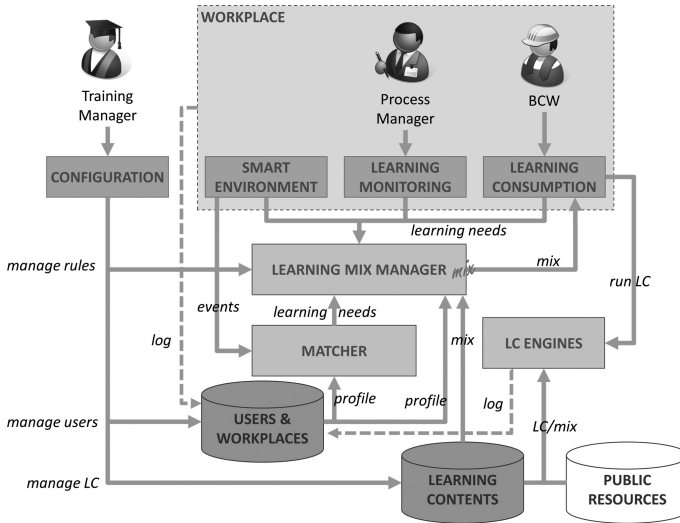 WORKPLACE
Training
Manager
Process
Manager
BCW
CONFIGURATION
SMART
ENVIRONMENT
LEARNING
MONITORING
LEARNING
CONSUMPTION
learning needs
manage rules
LEARNING MIX MANAGER
mix
mix
run LC
events
learning needs
log
MATCHER
mix
LC ENGINES
profile
profile
log
manage users
USERS &
WORKPLACES
LC/mix
manage LC
LEARNING
CONTENTS
PUBLIC
RESOURCES